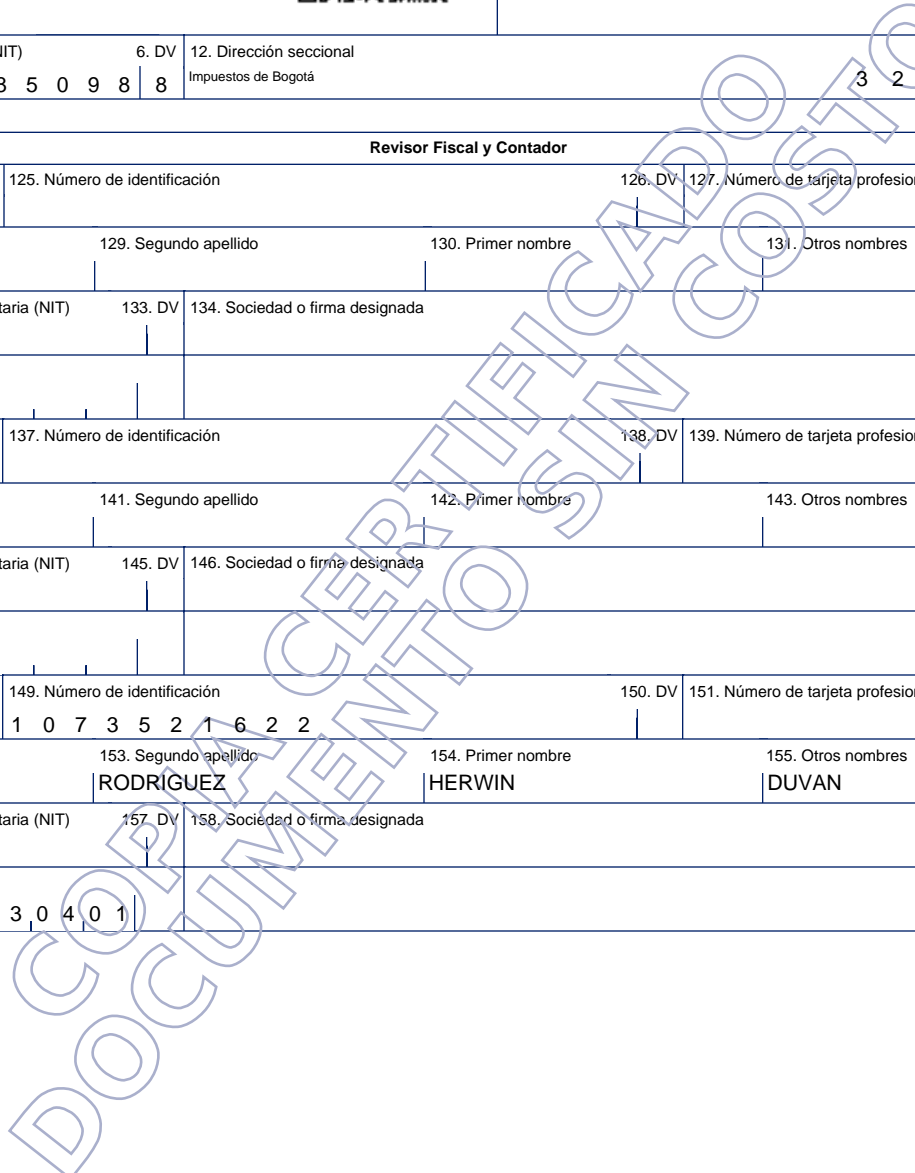 6. DV 12. Dirección seccional
5 0 9 8 8 Impuestos de Bogotá 3 2
Revisor Fiscal y Contador
125. Número de identificación 126. DV 127. Número de tarjeta
129. Segundo apellido 130. Primer nombre 131. Otros nombres
(NIT) 133. DV 134. Sociedad o firma designada
137. Número de identificación 138. DV 139. Número de tarjeta
141. Segundo apellido 142. Primer nombre 143. Otros nombres
(NIT) 145. DV 146. Sociedad o firma designada
149. Número de identificación 150. DV 151. Número de tarjeta
1 0 7 3 5 2 1 6 2 2
153. Segundo apellido 154. Primer nombre 155. Otros nombres
RODRIGUEZ HERWIN DUVAN
(NIT) 157. DV 158. Sociedad o firma designada
3 0 4 0 1
COPIA CERTIFICADO
DOCUMENTO SIN COSTO